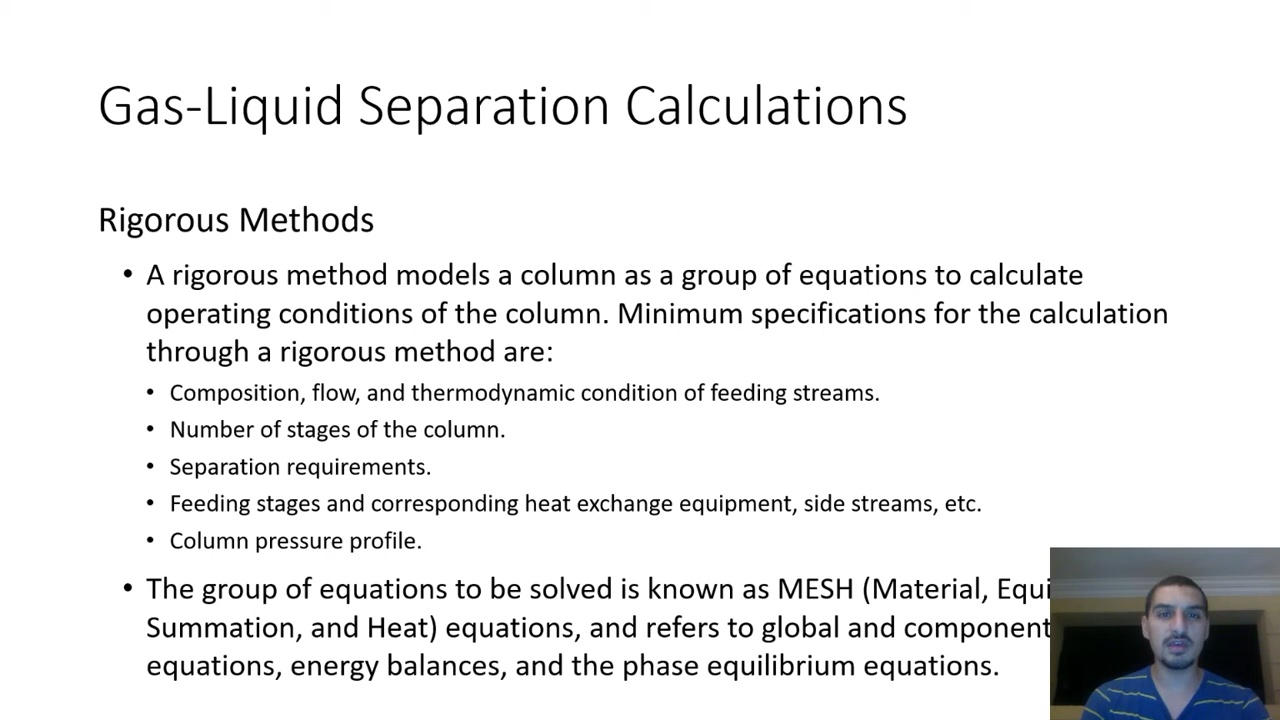 Gas-Liquid Separation Calculations
Rigorous Methods
• A rigorous method models a column as a group of equations to calculate
operating conditions of the column. Minimum specifications for the calculation
through a rigorous method are:
• Composition, flow, and thermodynamic condition of feeding streams.
• Number of stages of the column.
• Separation requirements.
• Feeding stages and corresponding heat exchange equipment, side streams, etc.
• Column pressure profile.
• The group of equations to be solved is known as MESH (Material,
Summation, and Heat) equations, and refers to global and component
equations, energy balances, and the phase equilibrium equations.